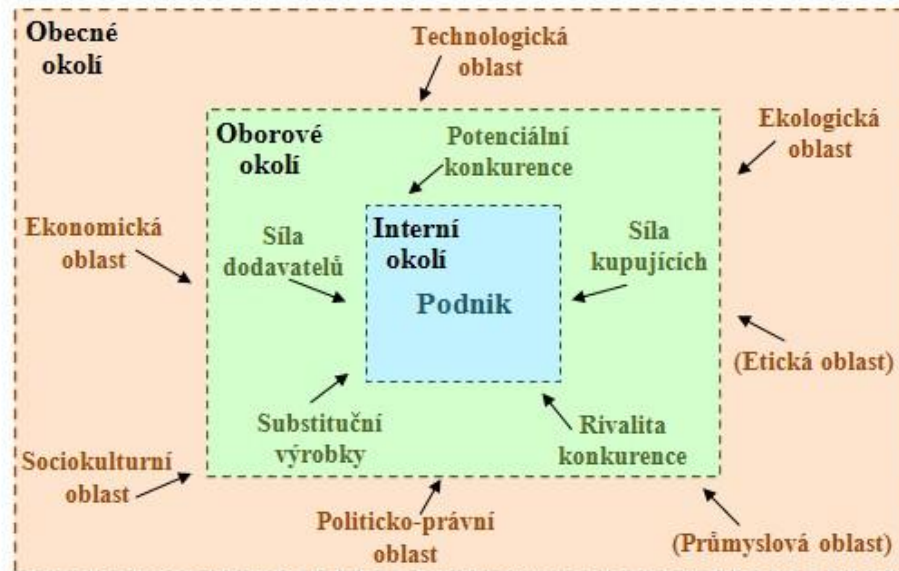 Obecné
okolí
Technologická
oblast
Ekologická
oblast
Oborové
okolí
Potenciální
konkurence
Ekonomická
oblast
Síla
dodavatelů
Interní
okolí
Podnik
Síla
kupujících
(Etická oblast)
Substituční
výrobky
Rivalita
konkurence
Sociokulturní
oblast
Politicko-právní
oblast
(Průmyslová oblast)